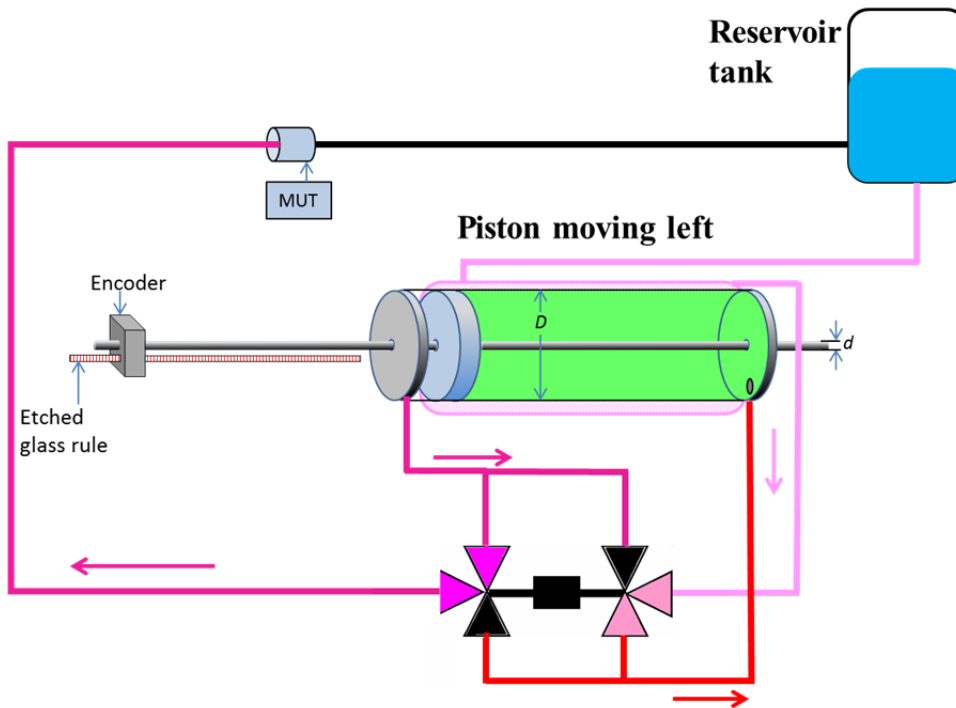 Reservoir
tank
MUT
Piston moving left
Encoder
D
d
Etched
glass rule